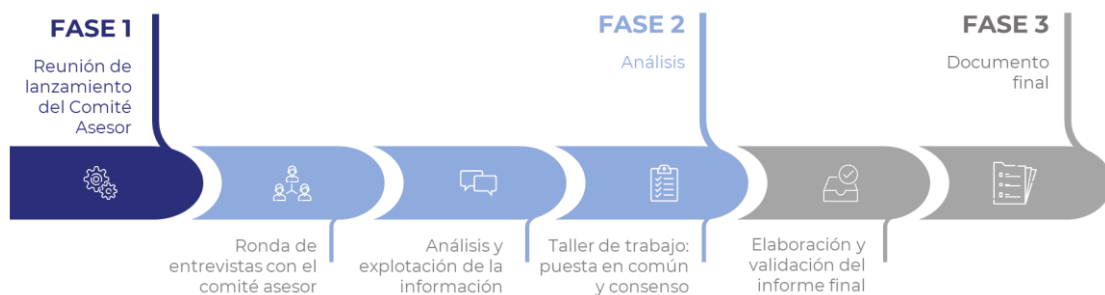 FASE 1
Reunión de
lanzamiento
del Comité
Asesor
FASE 2
Análisis
FASE 3
Documento
final
Ronda de
entrevistas con el
comité asesor
Análisis y
explotación de la
información
Taller de trabajo:
puesta en común
y consenso
Elaboración y
validación del
informe final